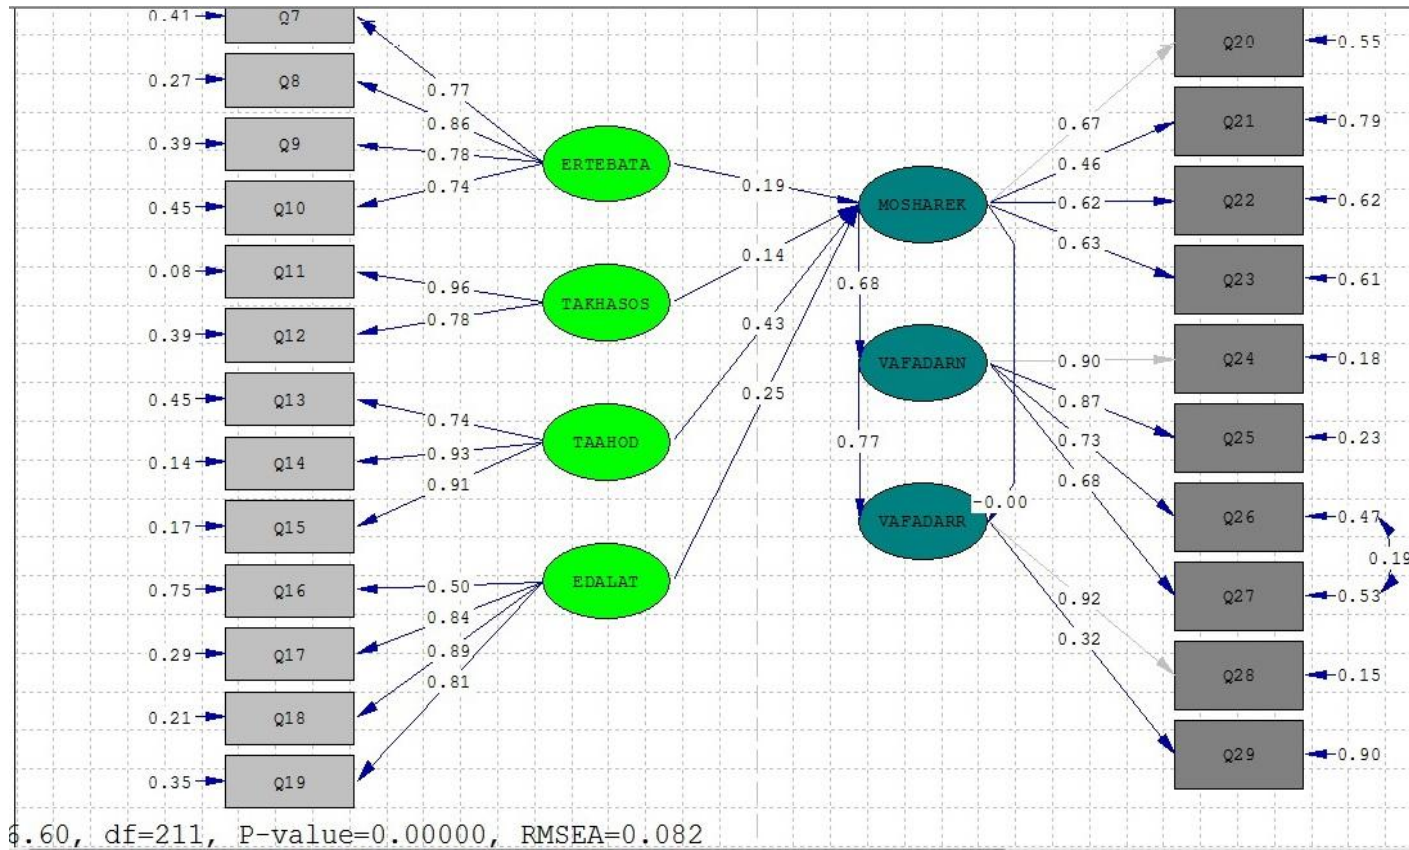 0.41 Q7
0.27 Q8
0.39 Q9
0.45 Q10
0.08 Q11
0.39 Q12
0.45 Q13
0.14 Q14
0.17 Q15
0.75 Q16
0.29 Q17
0.21 Q18
0.35 Q19
0.77
0.86
0.78
0.74
0.96
0.78
0.74
0.93
0.91
0.50
0.84
0.89
0.81
ERTEBATA
TAKHASOS
TAAHOD
EDALAT
0.19
0.14
0.43
0.25
MOSHAREK
0.68
VAFADARN
0.77
VAFADARR
-0.00
0.67
0.46
0.62
0.63
0.90
0.87
0.73
0.68
0.92
0.32
Q20 0.55
Q21 0.79
Q22 0.62
Q23 0.61
Q24 0.18
Q25 0.23
Q26 0.47
0.19
Q27 0.53
Q28 0.15
Q29 0.90
6.60, df=211, P-value=0.00000, RMSEA=0.082